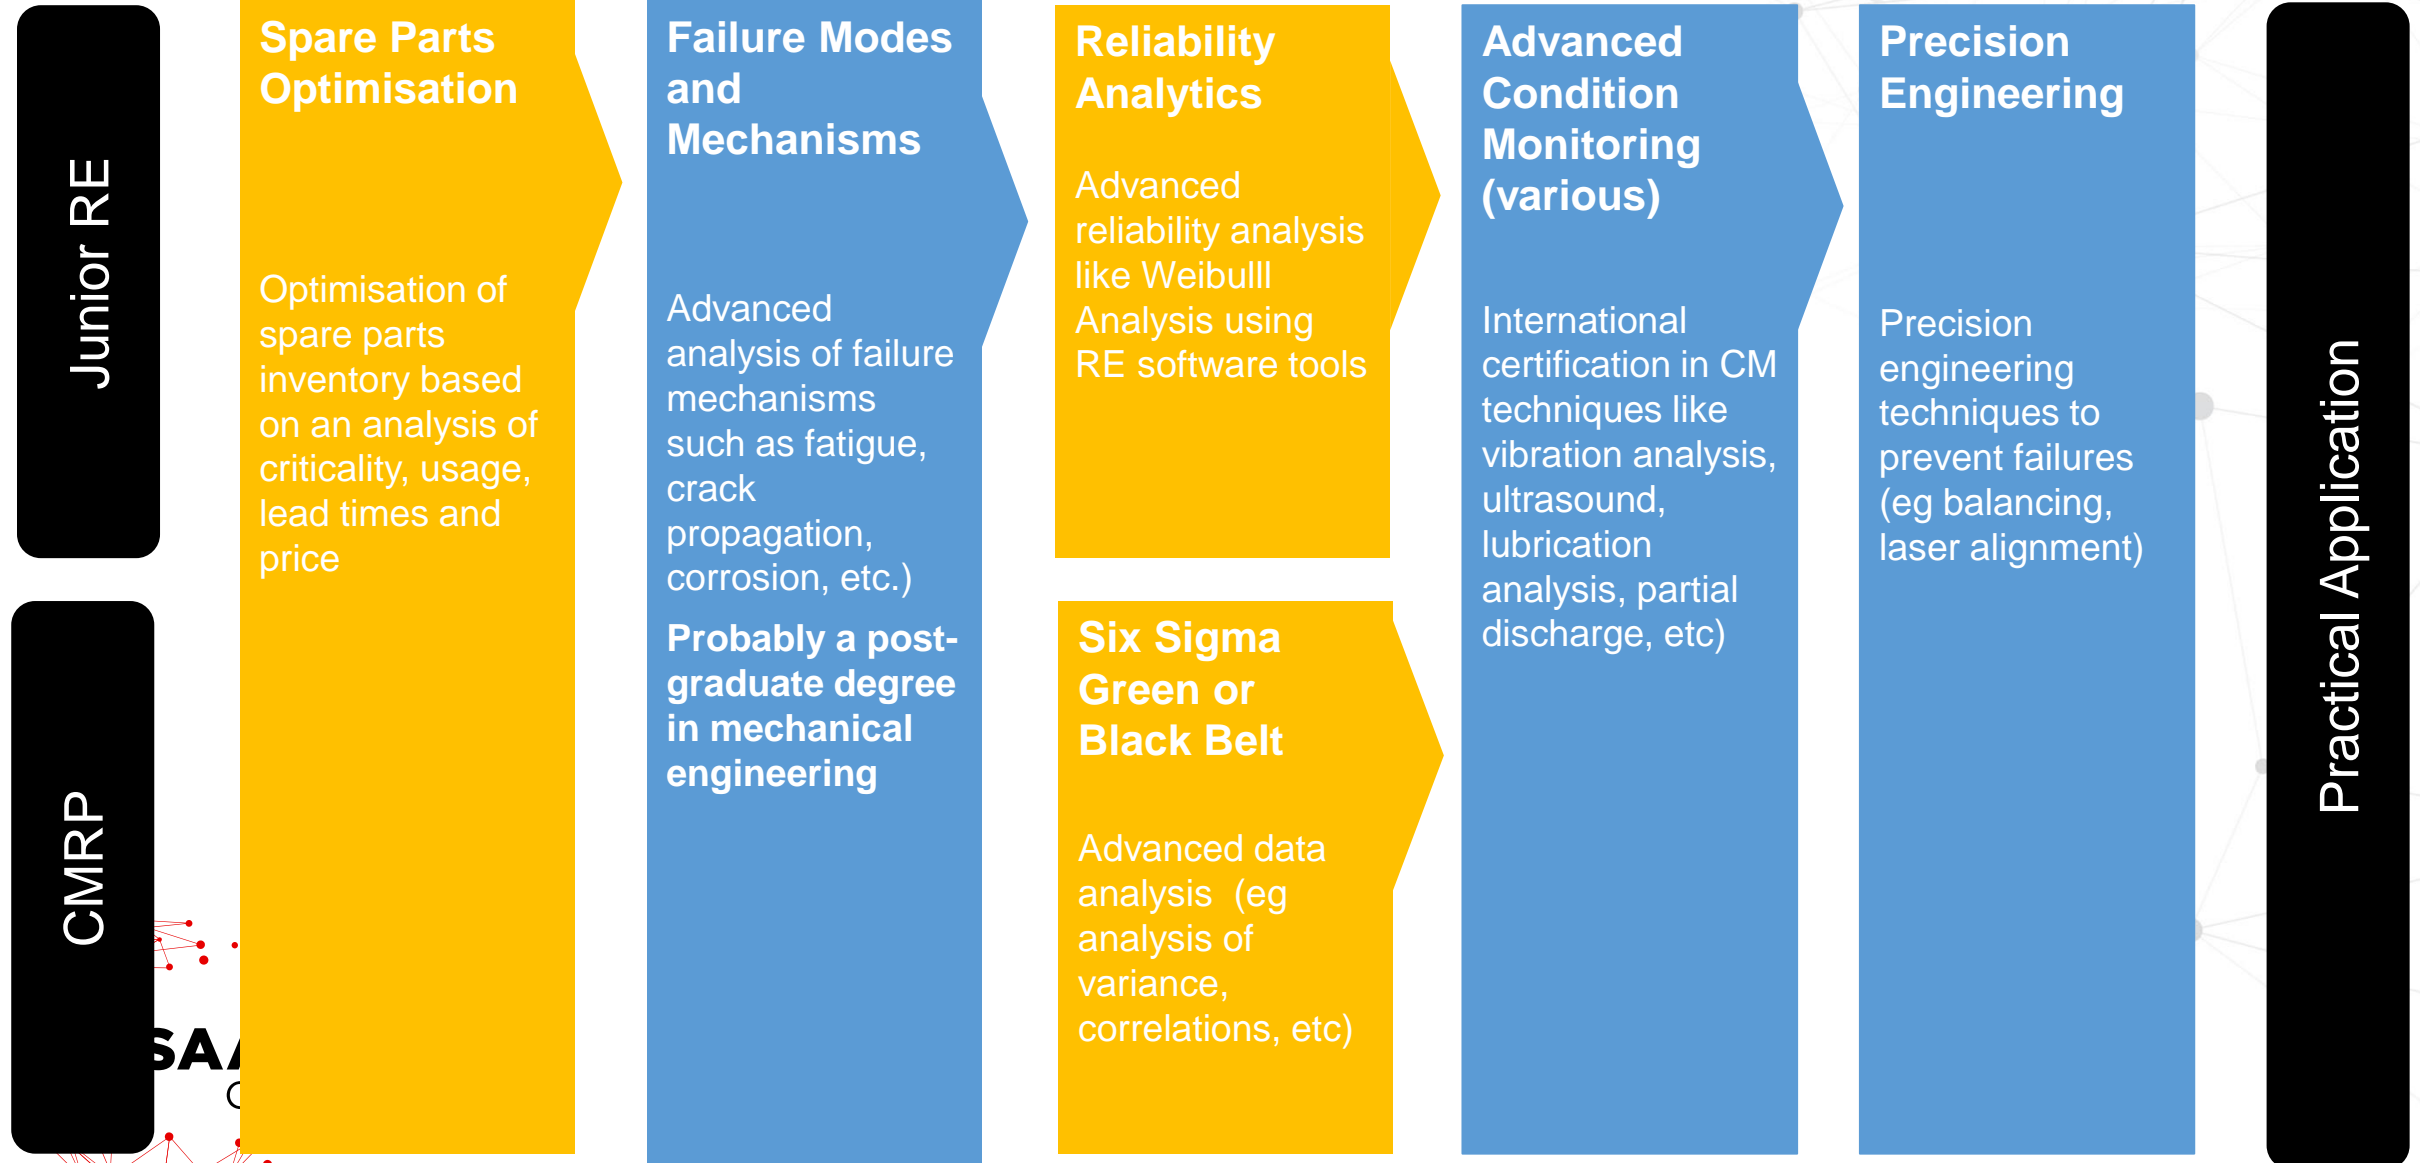 Junior RE
CMRP
Spare Parts
Optimisation
Optimisation of
spare parts
inventory based
on an analysis of
criticality, usage,
lead times and
price
Failure Modes
and
Mechanisms
Advanced
analysis of failure
mechanisms
such as fatigue,
crack
propagation,
corrosion, etc.)
Probably a post-
graduate degree
in mechanical
engineering
Reliability
Analytics
Advanced
reliability analysis
like Weibulll
Analysis using
RE software tools
Six Sigma
Green or
Black Belt
Advanced data
analysis  (eg
analysis of
variance,
correlations, etc)
Advanced
Condition
Monitoring
(various)
International
certification in CM
techniques like
vibration analysis,
ultrasound,
lubrication
analysis, partial
discharge, etc)
Precision
Engineering
Precision
engineering
techniques to
prevent failures
(eg balancing,
laser alignment)
Practical Application